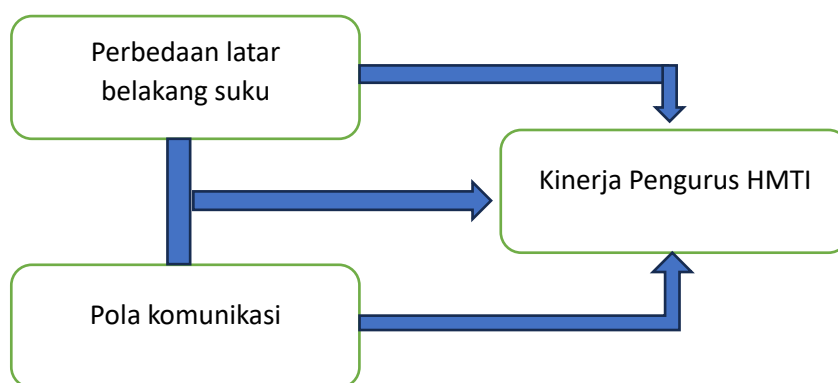 Perbedaan latar
belakang suku
Kinerja Pengurus HMTI
Pola komunikasi